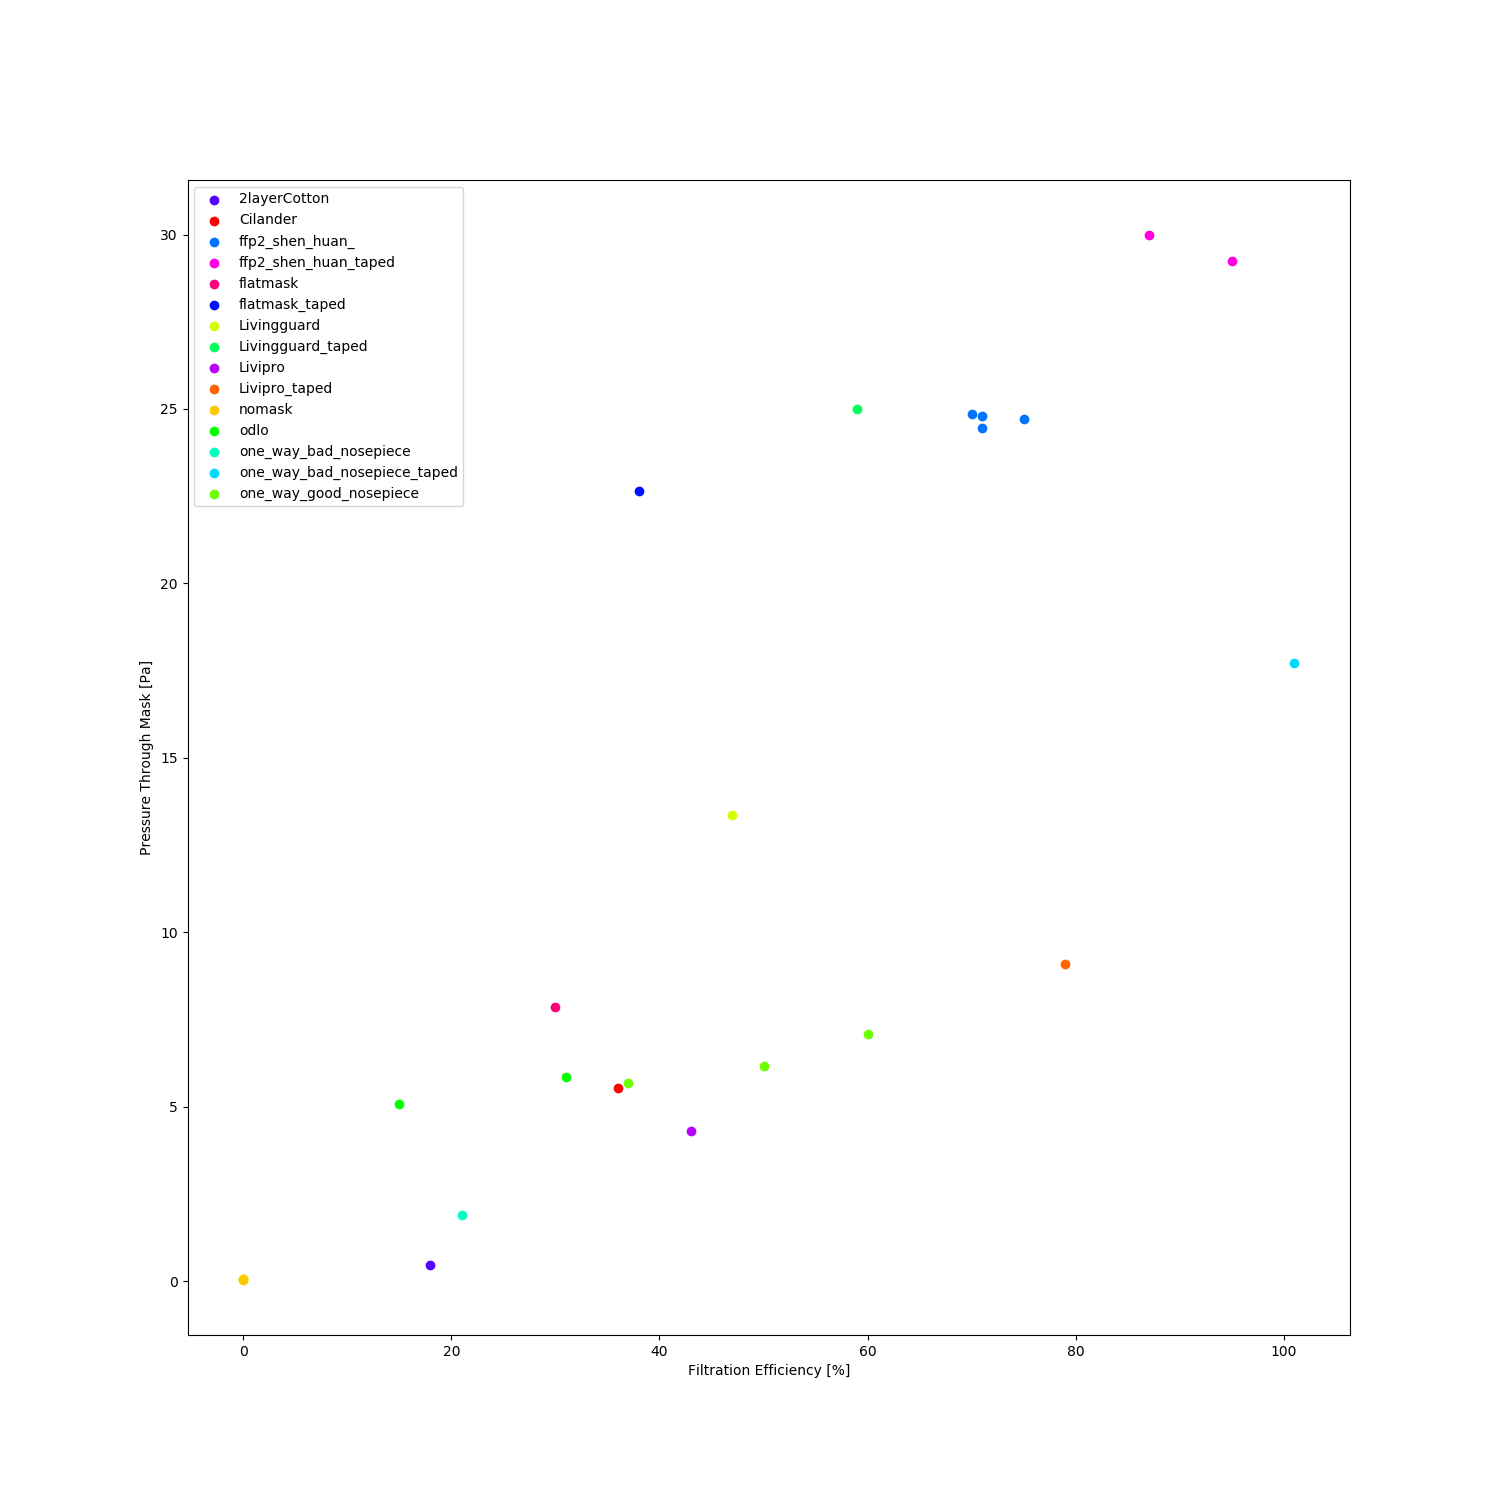 2layerCotton
Cilander
ffp2_shen_huan_
ffp2_shen_huan_taped
flatmask
flatmask_taped
Livingguard
Livingguard_taped
Livipro
Livipro_taped
nomask
odlo
one_way_bad_nosepiece
one_way_bad_nosepiece_taped
one_way_good_nosepiece
30
25
20
15
10
5
0
Pressure Through Mask [Pa]
0 20 40 60 80 100
Filtration Efficiency [%]